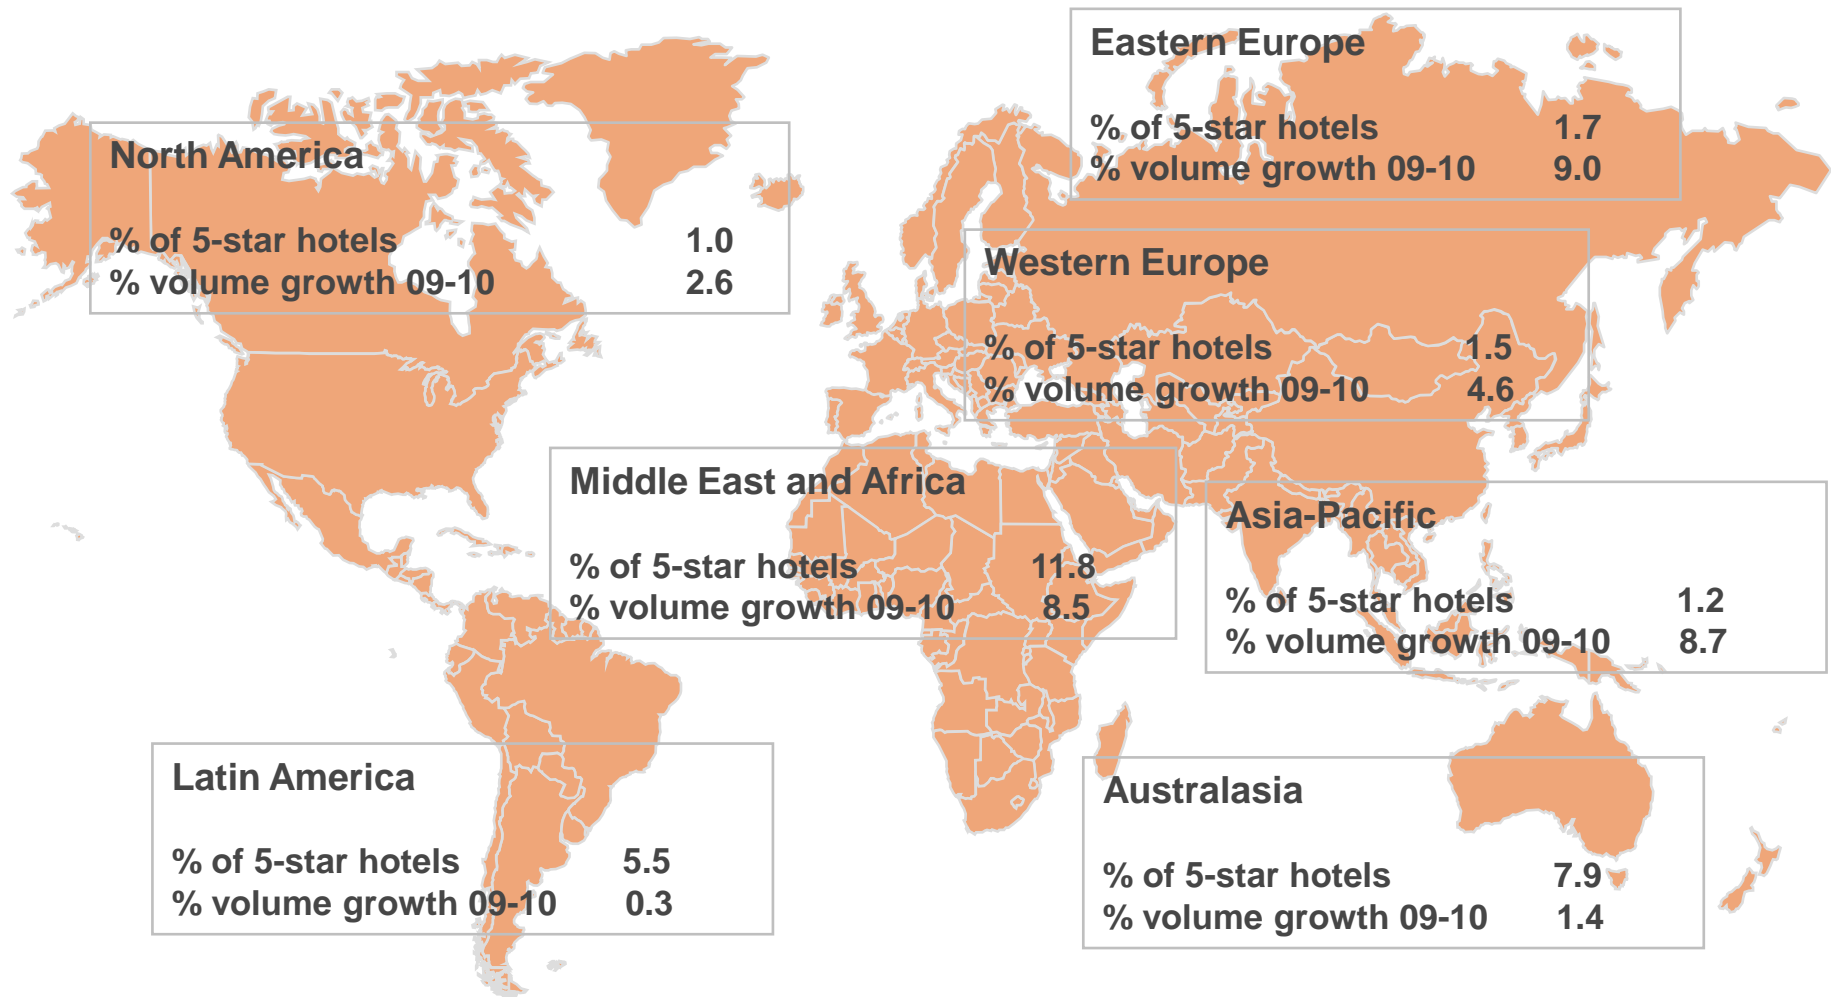 Eastern Europe
% of 5-star hotels 1.7
% volume growth 09-10 9.0
North America
% of 5-star hotels 1.0
% volume growth 09-10 2.6
Western Europe
% of 5-star hotels 1.5
% volume growth 09-10 4.6
Middle East and Africa
% of 5-star hotels 11.8
% volume growth 09-10 8.5
Asia-Pacific
% of 5-star hotels 1.2
% volume growth 09-10 8.7
Latin America
% of 5-star hotels 5.5
% volume growth 09-10 0.3
Australasia
% of 5-star hotels 7.9
% volume growth 09-10 1.4